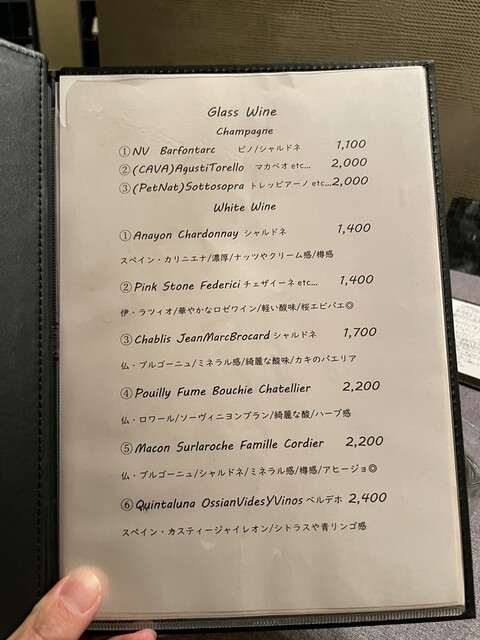 Glass Wine
Champagne
①NV Barfontarc ピノ/シャルドネ 1,100
②(CAVA)AgustiTorello マカベオ etc... 2,000
③(PetNat)Sottosopra トレッビアーノ etc...2,000
White Wine
①Anayon Chardonnay シャルドネ 1,400
スペイン・カリニエナ/濃厚/ナッツやクリーム感/樽感
②Pink Stone Federici チェザイーネ etc... 1,400
伊・ラツィオ/華やかなロゼワイン/軽い酸味/桜エビパエ◎
③Chablis JeanMarcBrocard シャルドネ 1,700
仏・ブルゴーニュ/ミネラル感/綺麗な酸味/カキのパエリア
④Pouilly Fume Bouchie Chatellier 2,200
仏・ロワール/ソーヴィニヨンブラン/綺麗な酸/ハーブ感
⑤Macon Surlaroche Famille Cordier 2,200
仏・ブルゴーニュ/シャルドネ/ミネラル感/樽感/アヒージョ◎
⑥Quintaluna OssianVidesYVinos ベルデホ 2,400
スペイン・カスティージャイレオン/シトラスや青リンゴ感